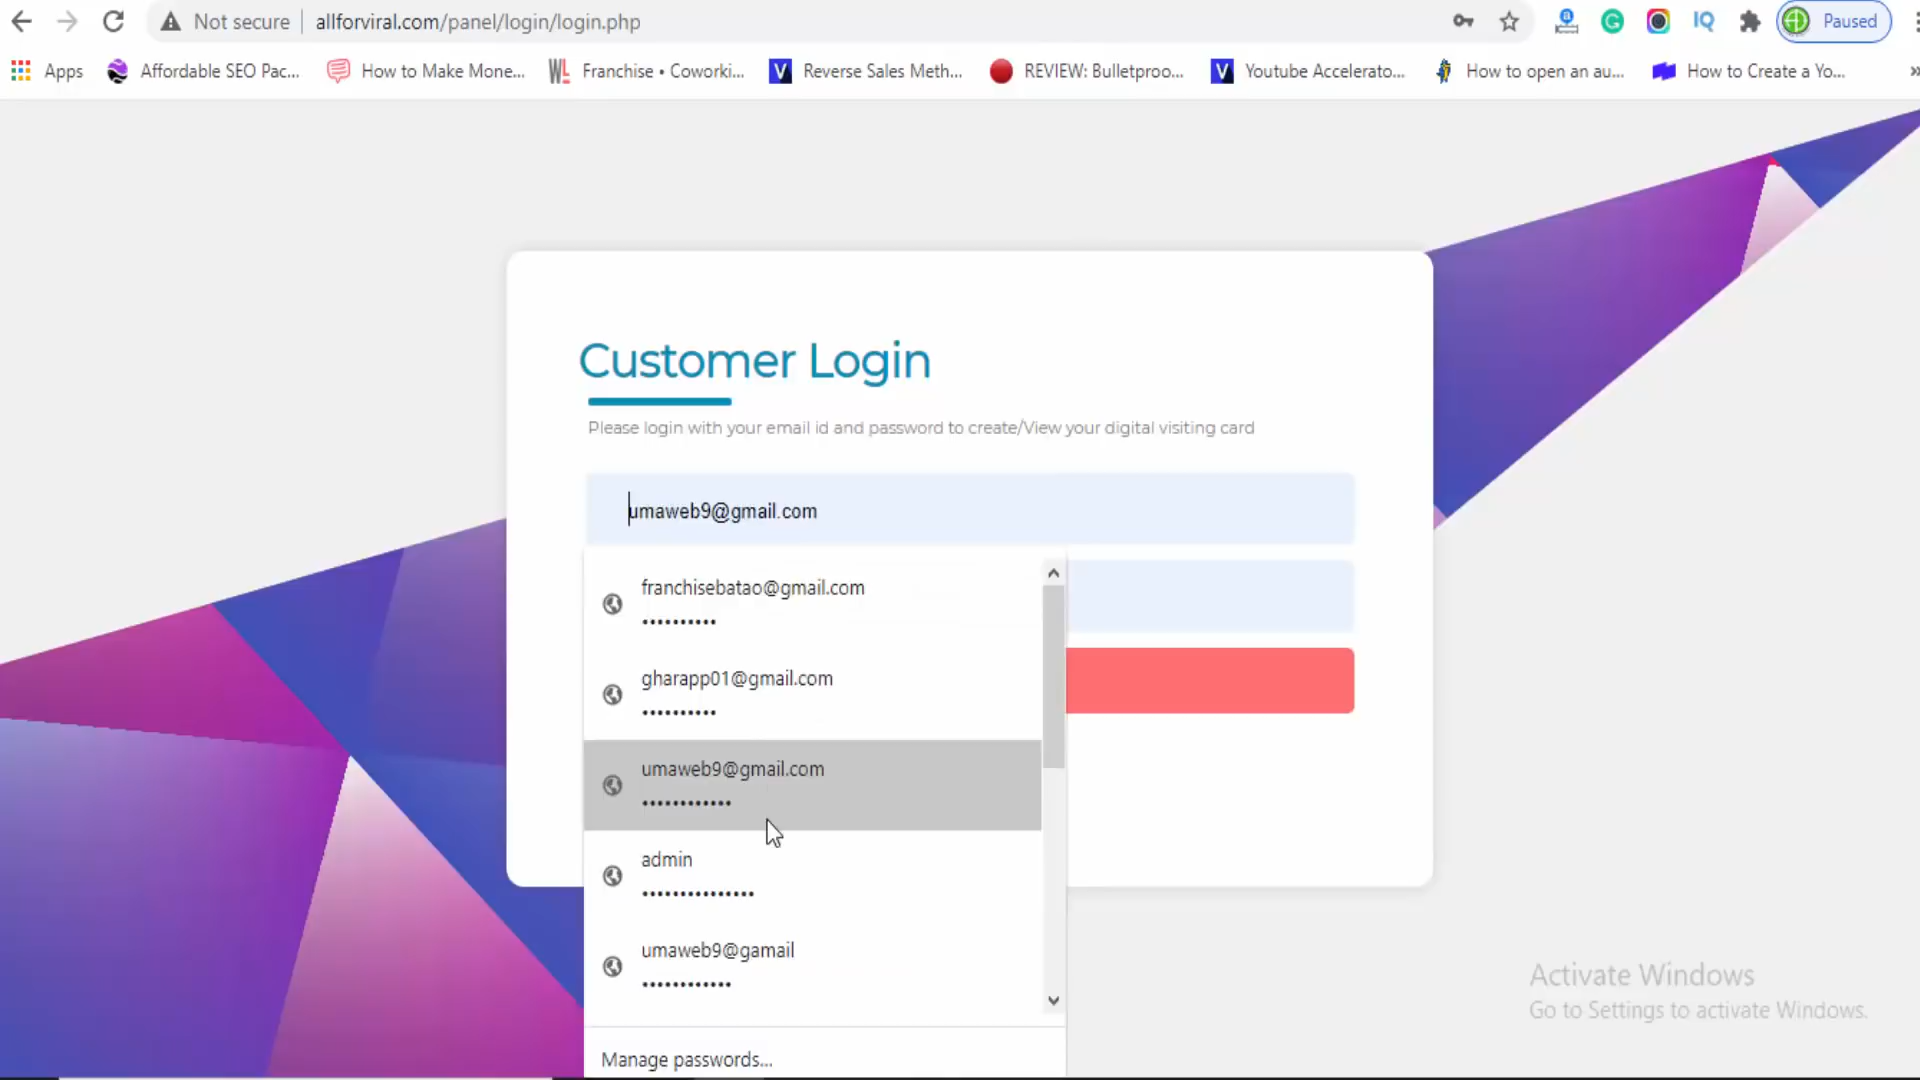 Not secure allforviral.com/panel/login/login.php IQ Paused
Apps Affordable SEO Pac... How to Make Mone... WL Franchise • Coworki... V Reverse Sales Meth... REVIEW: Bulletproo... V Youtube Accelerato... How to open an au... How to Create a Yo... »
Customer Login
Please login with your email id and password to create/View your digital visiting card
umaweb9@gmail.com
franchisebatao@gmail.com
••••••••••
gharapp01@gmail.com
••••••••••
umaweb9@gmail.com
••••••••••••
admin
•••••••••••••••
umaweb9@gamail
••••••••••••
Manage passwords...
Activate Windows
Go to Settings to activate Windows.